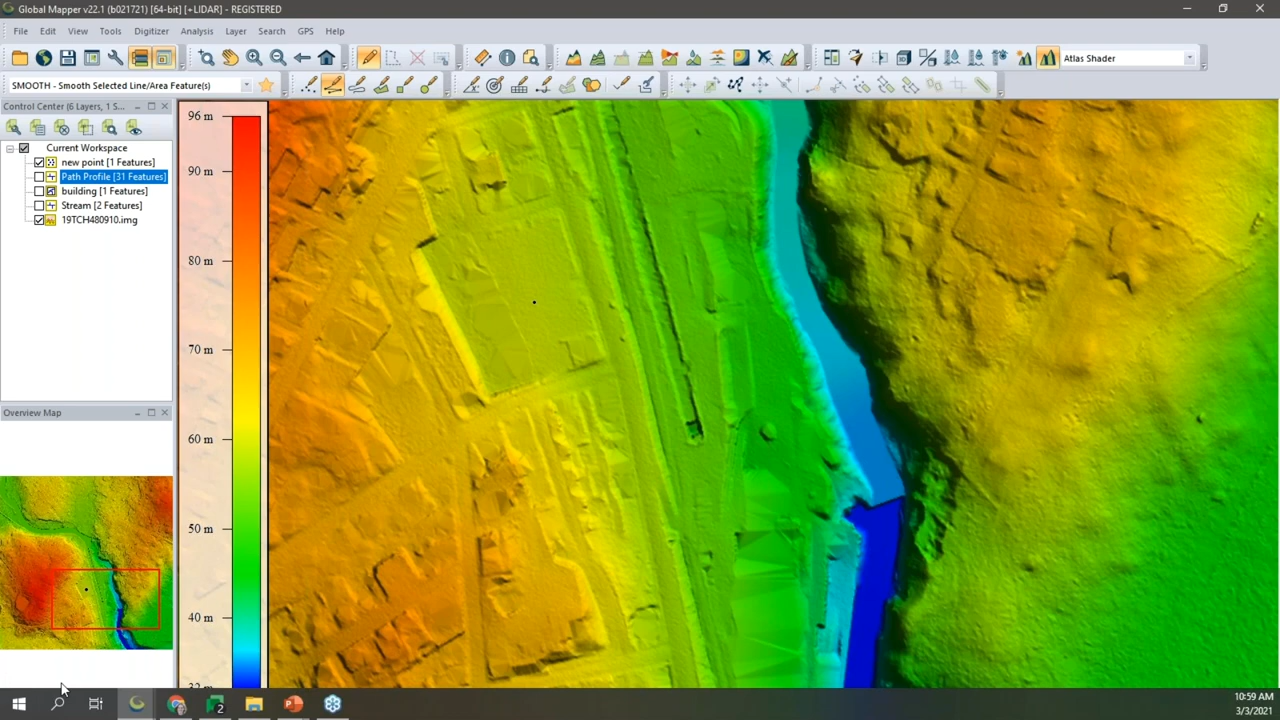 Global Mapper v22.1 (b021721) [64-bit] [+LIDAR] - REGISTERED
File Edit View Tools Digitizer Analysis Layer Search GPS Help
Atlas Shader
SMOOTH - Smooth Selected Line/Area Feature(s)
Control Center (6 Layers, 1 S...
Current Workspace
new point [1 Features]
Path Profile [31 Features]
building [1 Features]
Stream [2 Features]
19TCH480910.img
Overview Map
96 m
90 m
80 m
70 m
60 m
50 m
40 m
32 m
2
10:59 AM
3/3/2021